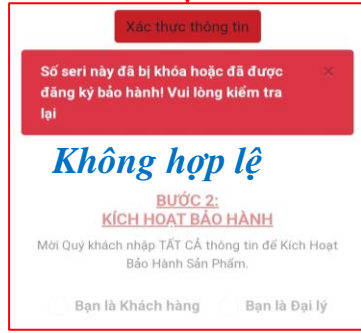 Xác thực thông tin
Số seri này đã bị khóa hoặc đã được ×
đăng ký bảo hành! Vui lòng kiểm tra
lại
Không hợp lệ
BƯỚC 2:
KÍCH HOẠT BẢO HÀNH
Mời Quý khách nhập TẤT CẢ thông tin để Kích Hoạt
Bảo Hành Sản Phẩm.
Bạn là Khách hàng Bạn là Đại lý